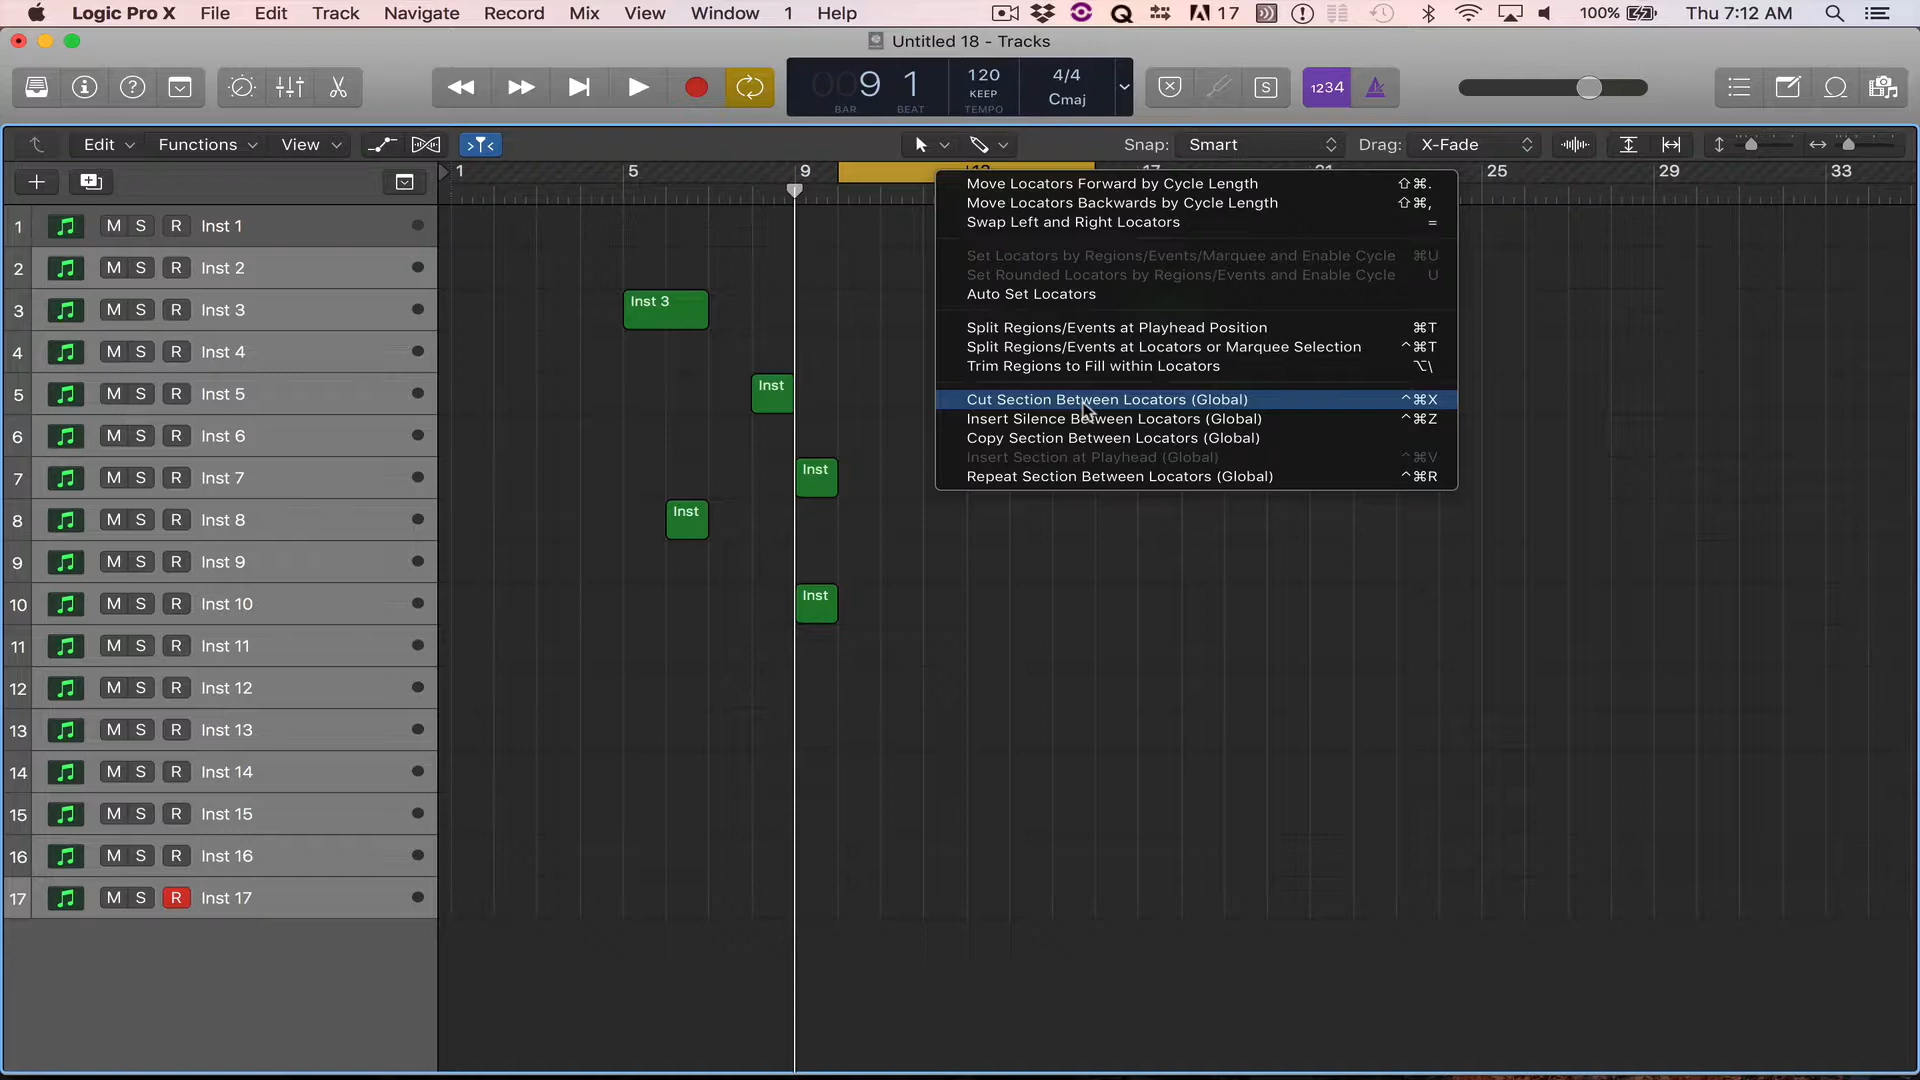 Logic Pro X File Edit Track Navigate Record Mix View Window 1 Help 17 100% Thu 7:12 AM
Untitled 18 - Tracks
9 1 120 KEEP TEMPO 4/4 Cmaj BAR BEAT S 1234
Edit Functions View Snap: Smart Drag: X-Fade
1 5 9 17 21 25 29 33
1 M S R Inst 1
2 M S R Inst 2
3 M S R Inst 3
4 M S R Inst 4
5 M S R Inst 5
6 M S R Inst 6
7 M S R Inst 7
8 M S R Inst 8
9 M S R Inst 9
10 M S R Inst 10
11 M S R Inst 11
12 M S R Inst 12
13 M S R Inst 13
14 M S R Inst 14
15 M S R Inst 15
16 M S R Inst 16
17 M S R Inst 17
Inst 3
Inst
Inst
Inst
Inst
Move Locators Forward by Cycle Length ⇧⌘.
Move Locators Backwards by Cycle Length ⇧⌘,
Swap Left and Right Locators =
Set Locators by Regions/Events/Marquee and Enable Cycle ⌘U
Set Rounded Locators by Regions/Events and Enable Cycle U
Auto Set Locators
Split Regions/Events at Playhead Position ⌘T
Split Regions/Events at Locators or Marquee Selection ^⌘T
Trim Regions to Fill within Locators ⌥\
Cut Section Between Locators (Global) ^⌘X
Insert Silence Between Locators (Global) ^⌘Z
Copy Section Between Locators (Global)
Insert Section at Playhead (Global) ^⌘V
Repeat Section Between Locators (Global) ^⌘R